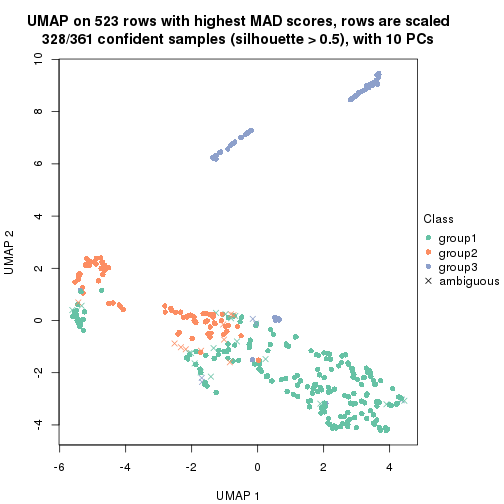 UMAP on 523 rows with highest MAD scores, rows are scaled
328/361 confident samples (silhouette > 0.5), with 10 PCs
10
8
6
4
2
0
-2
-4
UMAP 2
-6
-4
-2
0
2
4
UMAP 1
Class
group1
group2
group3
ambiguous